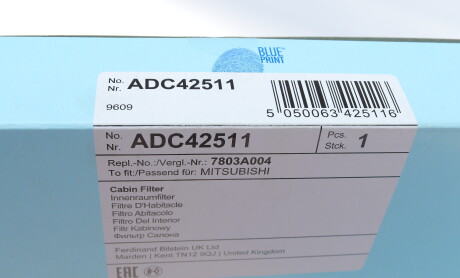 BLUE
PRINT
No.
Nr. ADC42511
9609
5 050063 425116
No.
Nr. ADC42511
Pcs.
Stck. 1
Repl.-No.:/Vergl.-Nr.: 7803A004
To fit:/Passend für: MITSUBISHI
Cabin Filter
Innenraumfilter
Filtre D'Habitacle
Filtro Abitacolo
Filtro Del Interior
Filtr Kabinowy
Фильтр Салона
Ferdinand Bilstein UK Ltd
Marden | Kent TN12 9QJ | United Kingdom
EAC